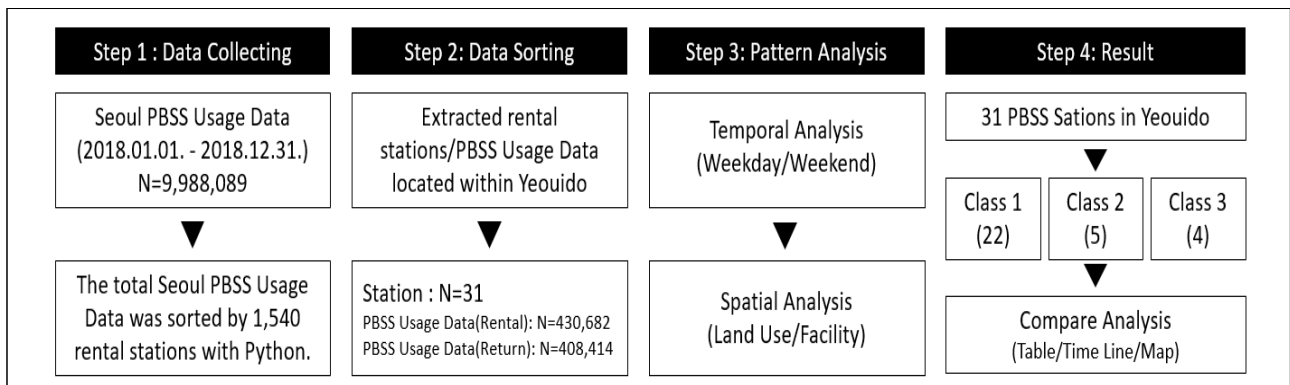 Step 1 : Data Collecting
Seoul PBSS Usage Data
(2018.01.01. - 2018.12.31.)
N=9,988,089
The total Seoul PBSS Usage
Data was sorted by 1,540
rental stations with Python.
Step 2: Data Sorting
Extracted rental
stations/PBSS Usage Data
located within Yeouido
Station : N=31
PBSS Usage Data(Rental): N=430,682
PBSS Usage Data(Return): N=408,414
Step 3: Pattern Analysis
Temporal Analysis
(Weekday/Weekend)
Spatial Analysis
(Land Use/Facility)
Step 4: Result
31 PBSS Sations in Yeouido
Class 1
(22)
Class 2
(5)
Class 3
(4)
Compare Analysis
(Table/Time Line/Map)